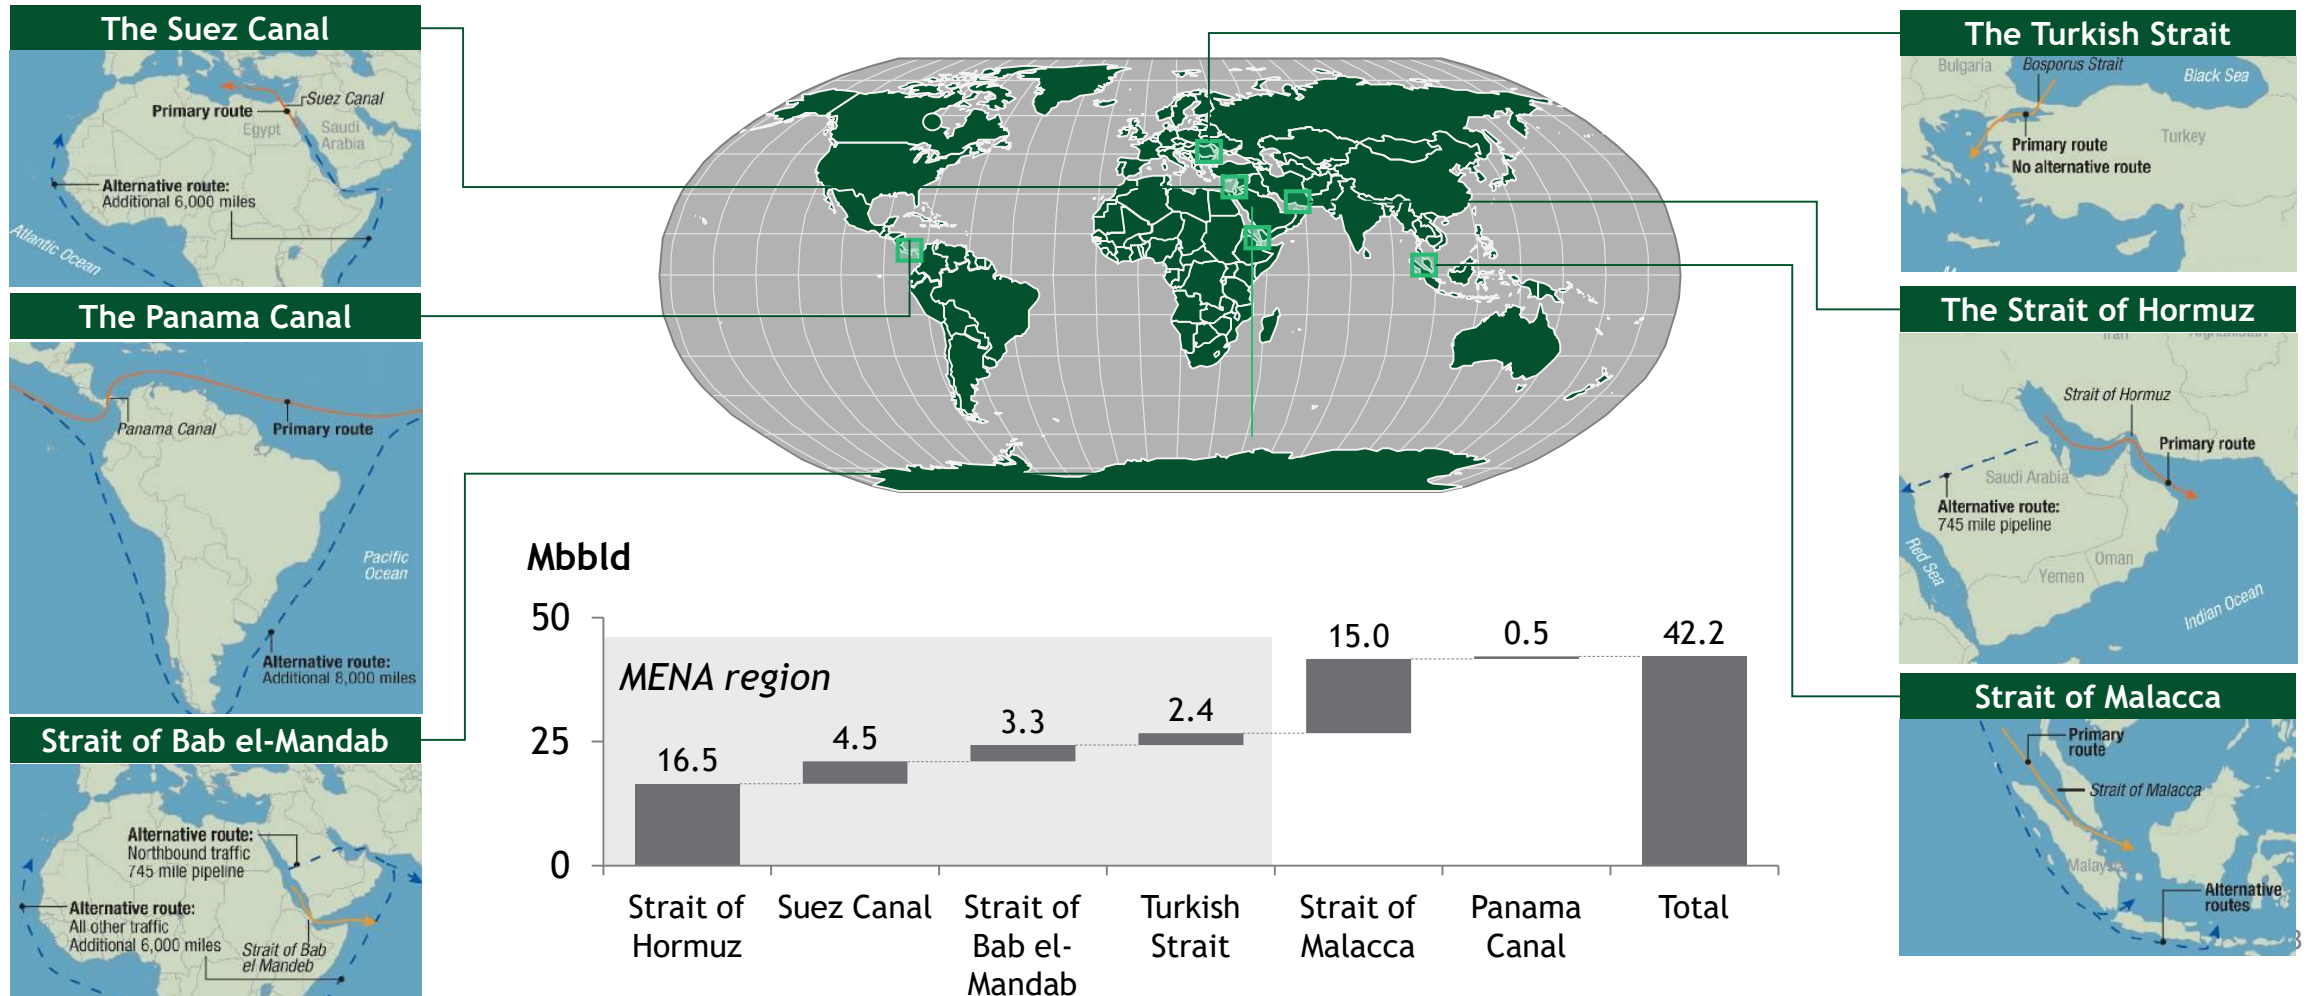 The Suez Canal
Suez Canal
Primary route
Egypt
Saudi
Arabia
Alternative route:
Additional 6,000 miles
Atlantic Ocean
The Panama Canal
Panama Canal
Primary route
Pacific
Ocean
Alternative route:
Additional 8,000 miles
Strait of Bab el-Mandab
Alternative route:
Northbound traffic
745 mile pipeline
Alternative route:
All other traffic
Additional 6,000 miles
Strait of Bab
el Mandeb
The Turkish Strait
Bulgaria
Bosporus Strait
Black Sea
Primary route
No alternative route
Turkey
The Strait of Hormuz
Iran
Afghanistan
Strait of Hormuz
Primary route
Saudi Arabia
Alternative route:
745 mile pipeline
Red Sea
Oman
Yemen
Indian Ocean
Strait of Malacca
Primary
route
Strait of Malacca
Malaysia
Alternative
routes
Mbbld
50
25
0
MENA region
16.5
4.5
3.3
2.4
15.0
0.5
42.2
Strait of
Hormuz
Suez Canal
Strait of
Bab el-
Mandab
Turkish
Strait
Strait of
Malacca
Panama
Canal
Total
3